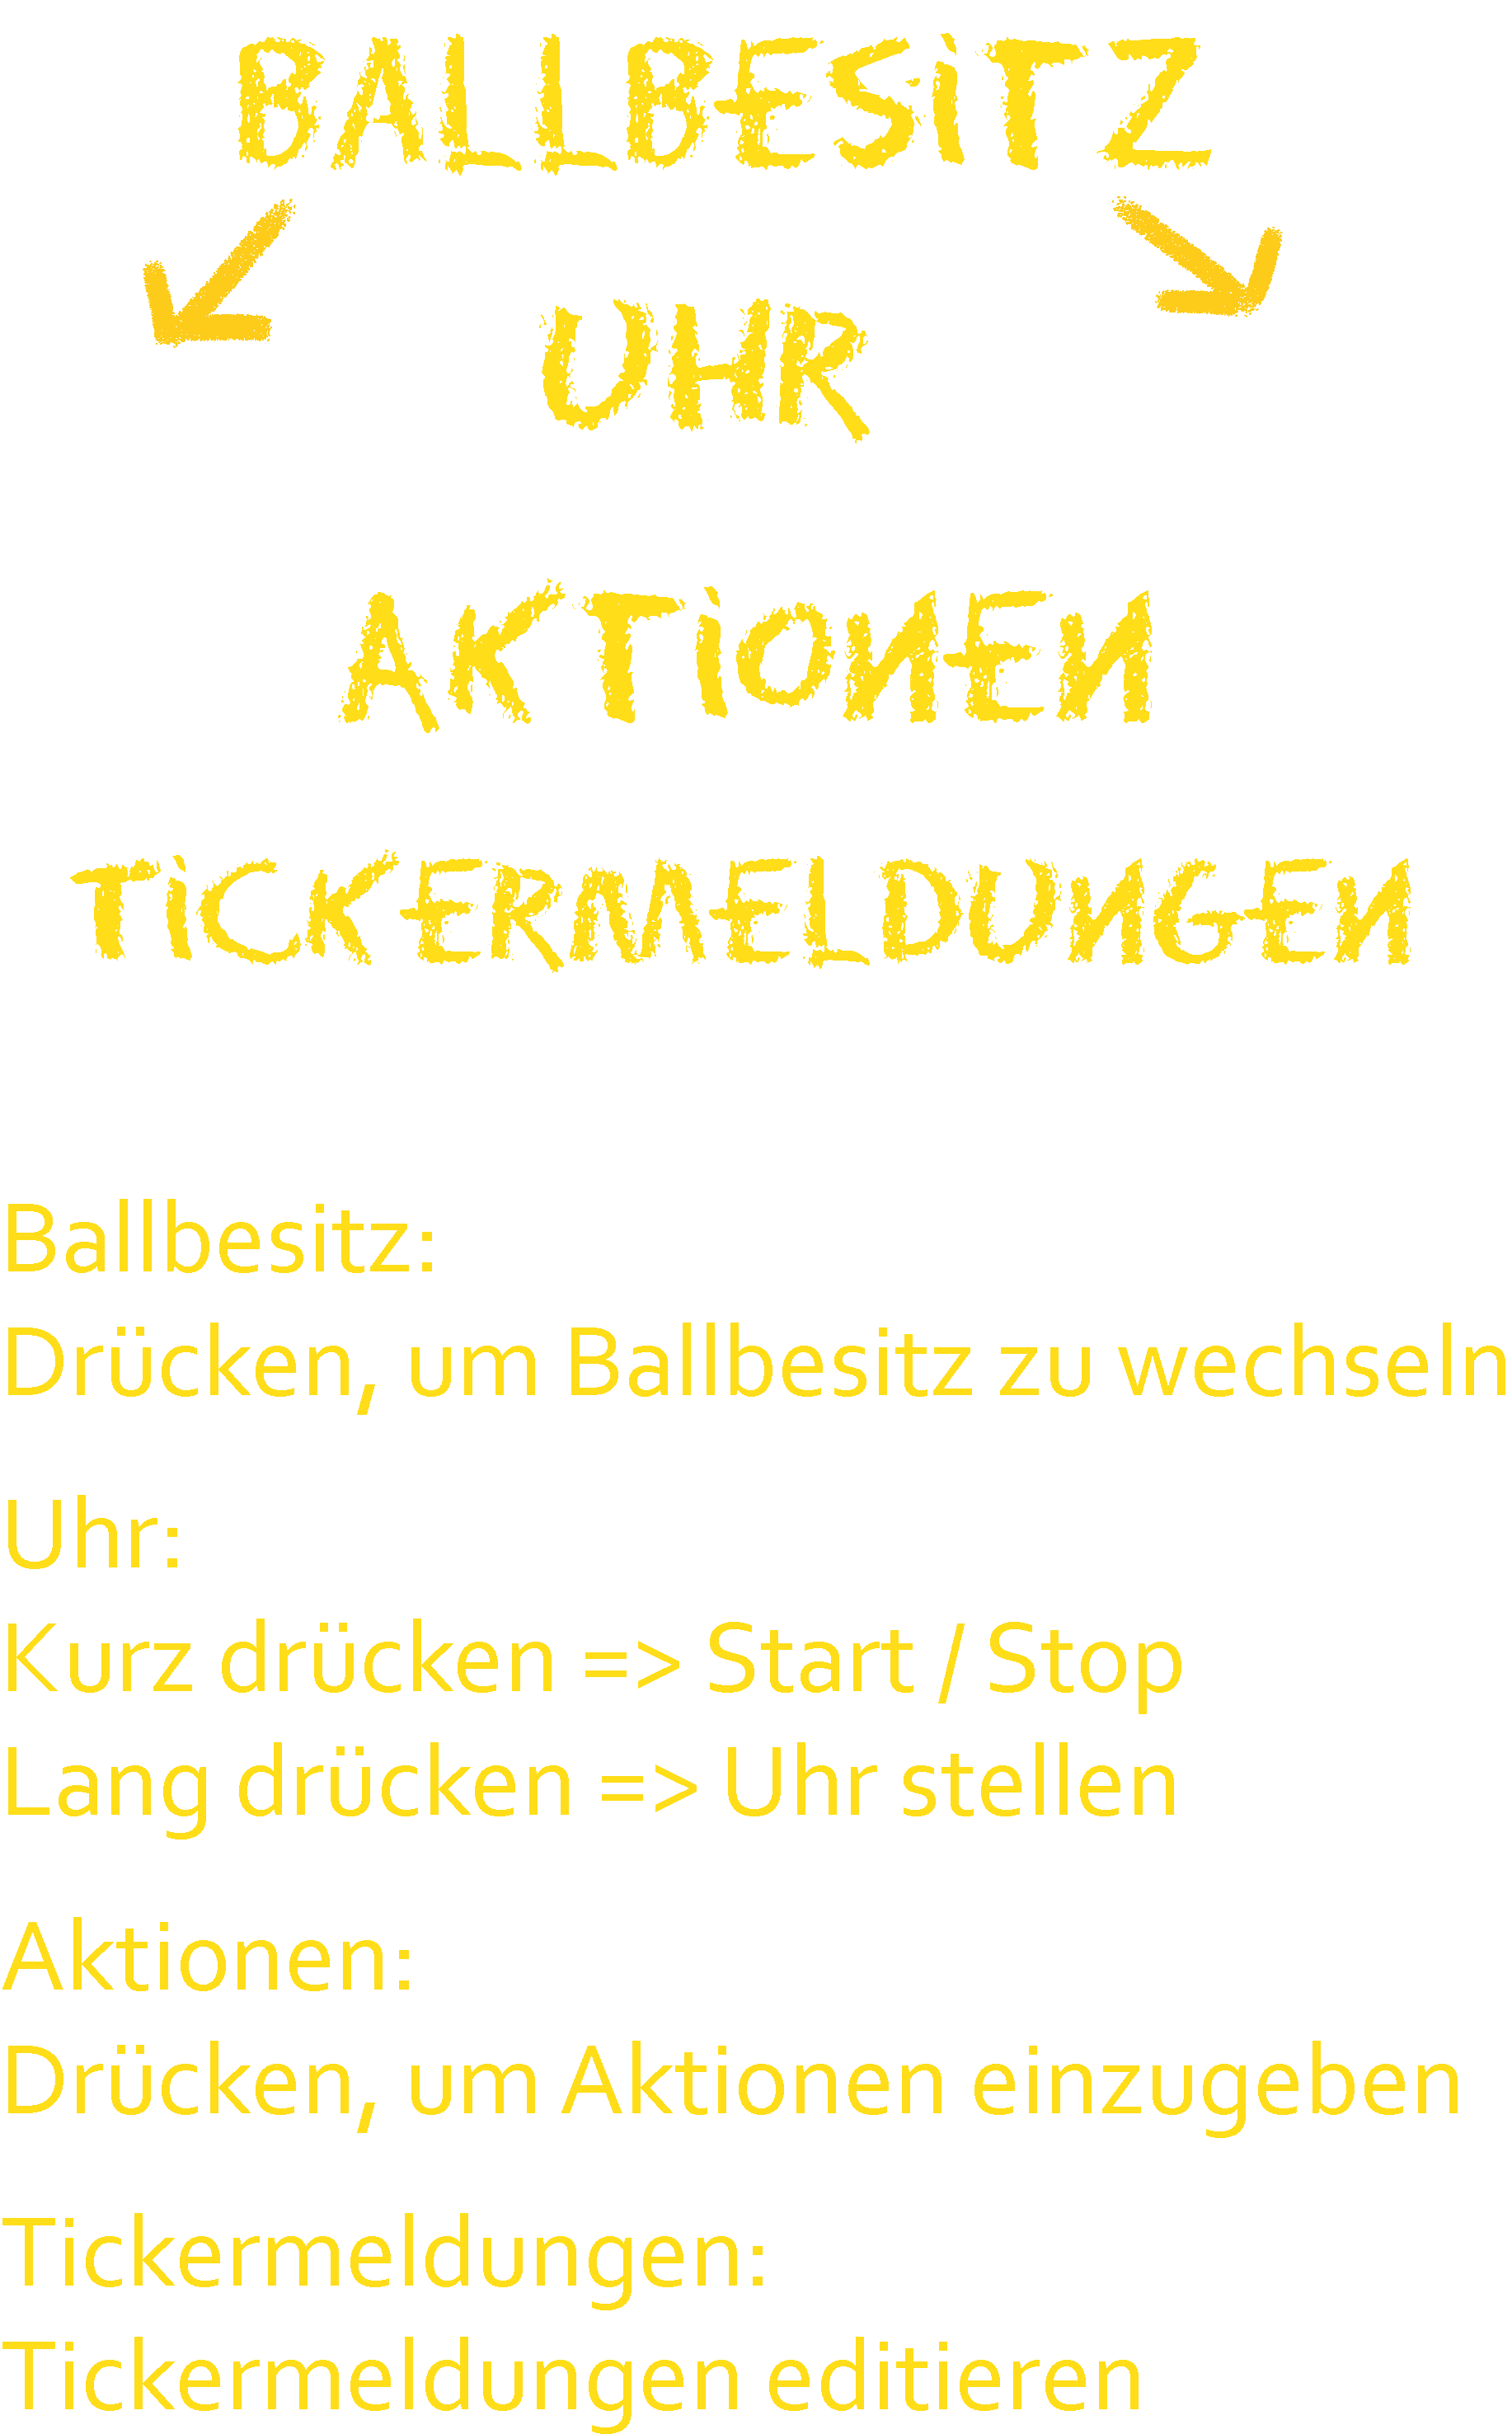 BALLBESiTZ
UHR
AKTiONEN
TiCKERMELDUNGEN
Ballbesitz:
Drücken, um Ballbesitz zu wechseln
Uhr:
Kurz drücken => Start / Stop
Lang drücken => Uhr stellen
Aktionen:
Drücken, um Aktionen einzugeben
Tickermeldungen:
Tickermeldungen editieren